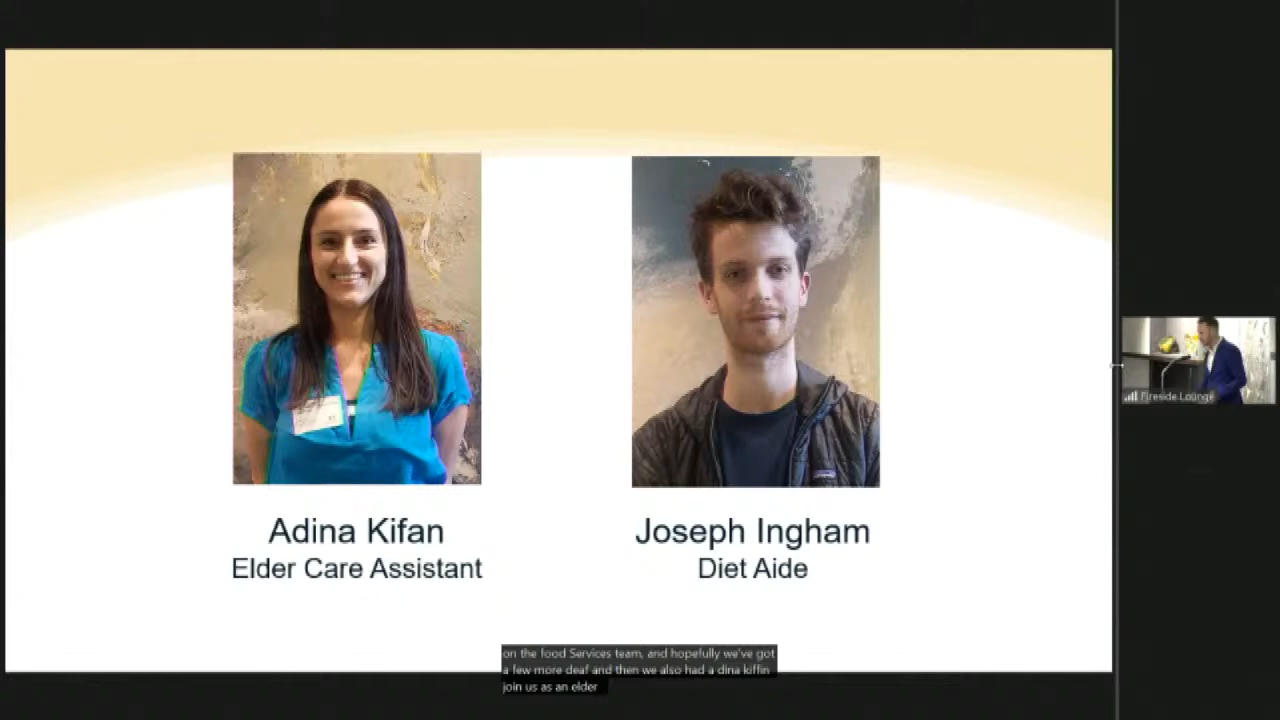 Adina Kifan
Elder Care Assistant
Joseph Ingham
Diet Aide
Fireside Lounge
on the food Services team, and hopefully we've got
a few more deaf and then we also had a dina kiffin
join us as an elder